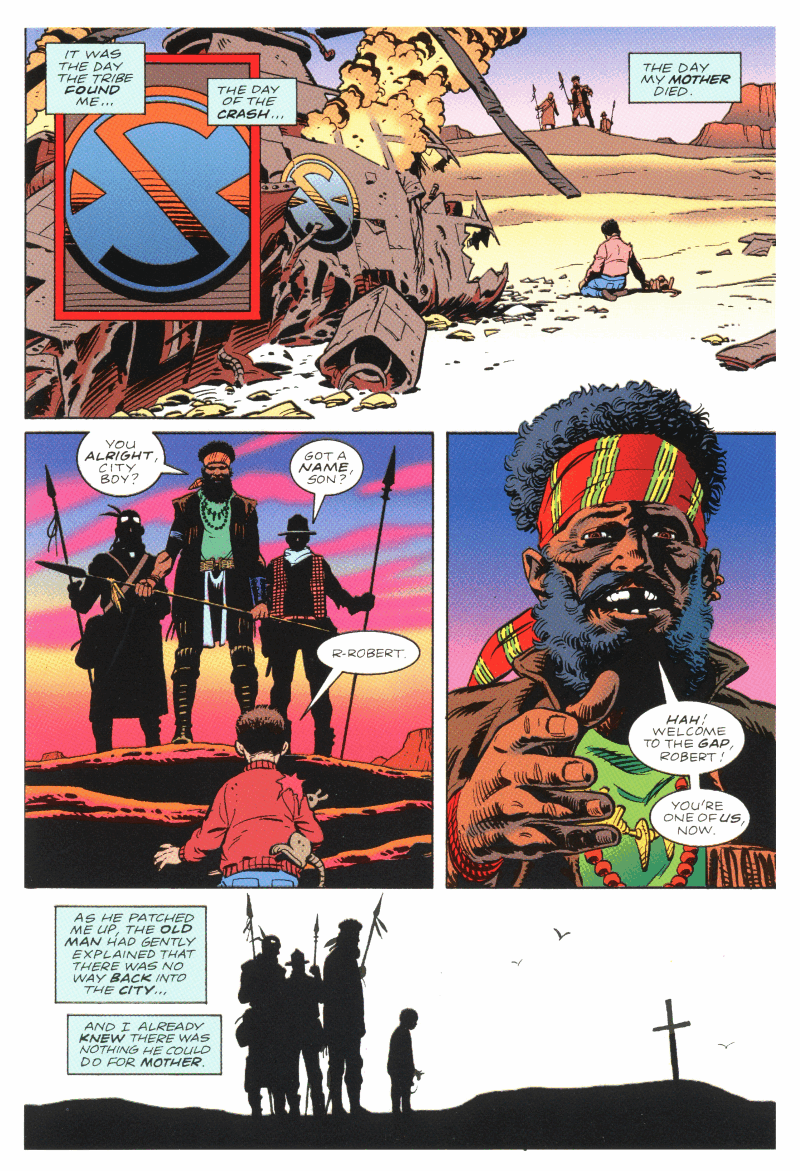 IT WAS
THE DAY
THE TRIBE
FOUND
ME...
THE DAY
OF THE
CRASH...
THE DAY
MY MOTHER
DIED.
S
S
YOU
ALRIGHT,
CITY
BOY?
GOT A
NAME,
SON?
R-ROBERT.
HAH!
WELCOME
TO THE GAP,
ROBERT!
YOU'RE
ONE OF US,
NOW.
AS HE PATCHED
ME UP, THE OLD
MAN HAD GENTLY
EXPLAINED THAT
THERE WAS NO
WAY BACK INTO
THE CITY...
AND I ALREADY
KNEW THERE WAS
NOTHING HE COULD
DO FOR MOTHER.